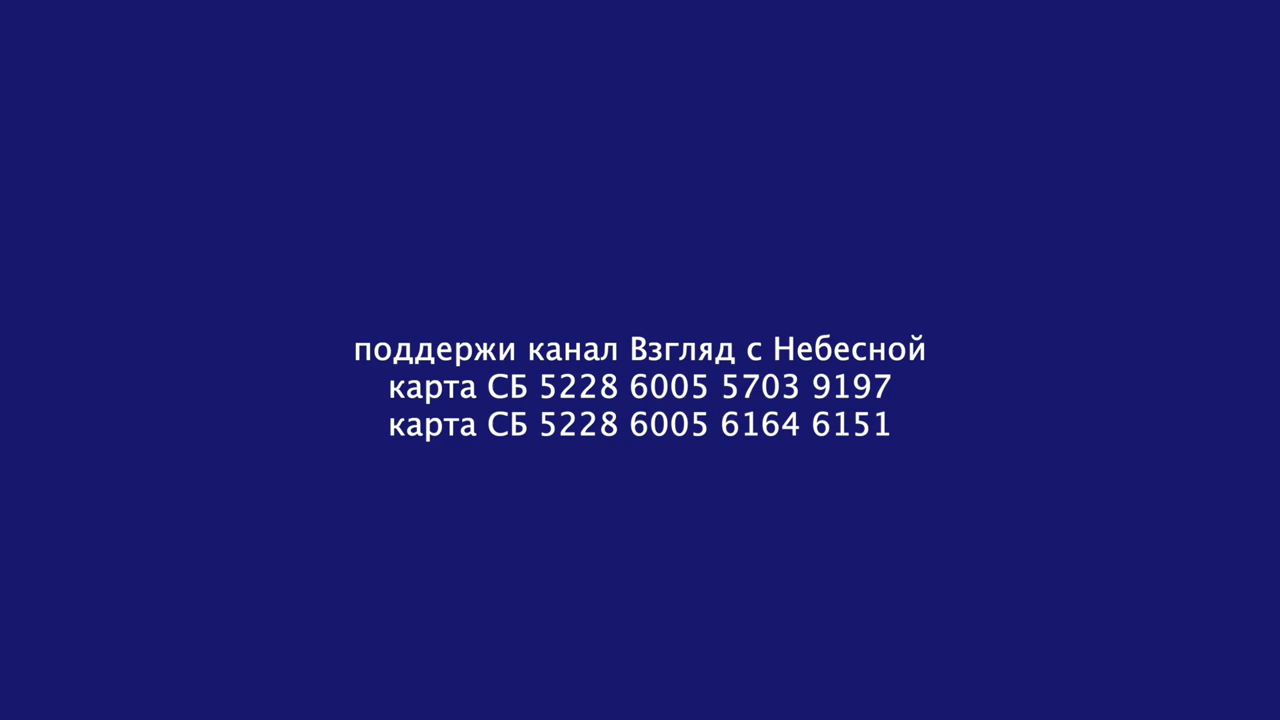 поддержи канал Взгляд с Небесной
карта СБ 5228 6005 5703 9197
карта СБ 5228 6005 6164 6151